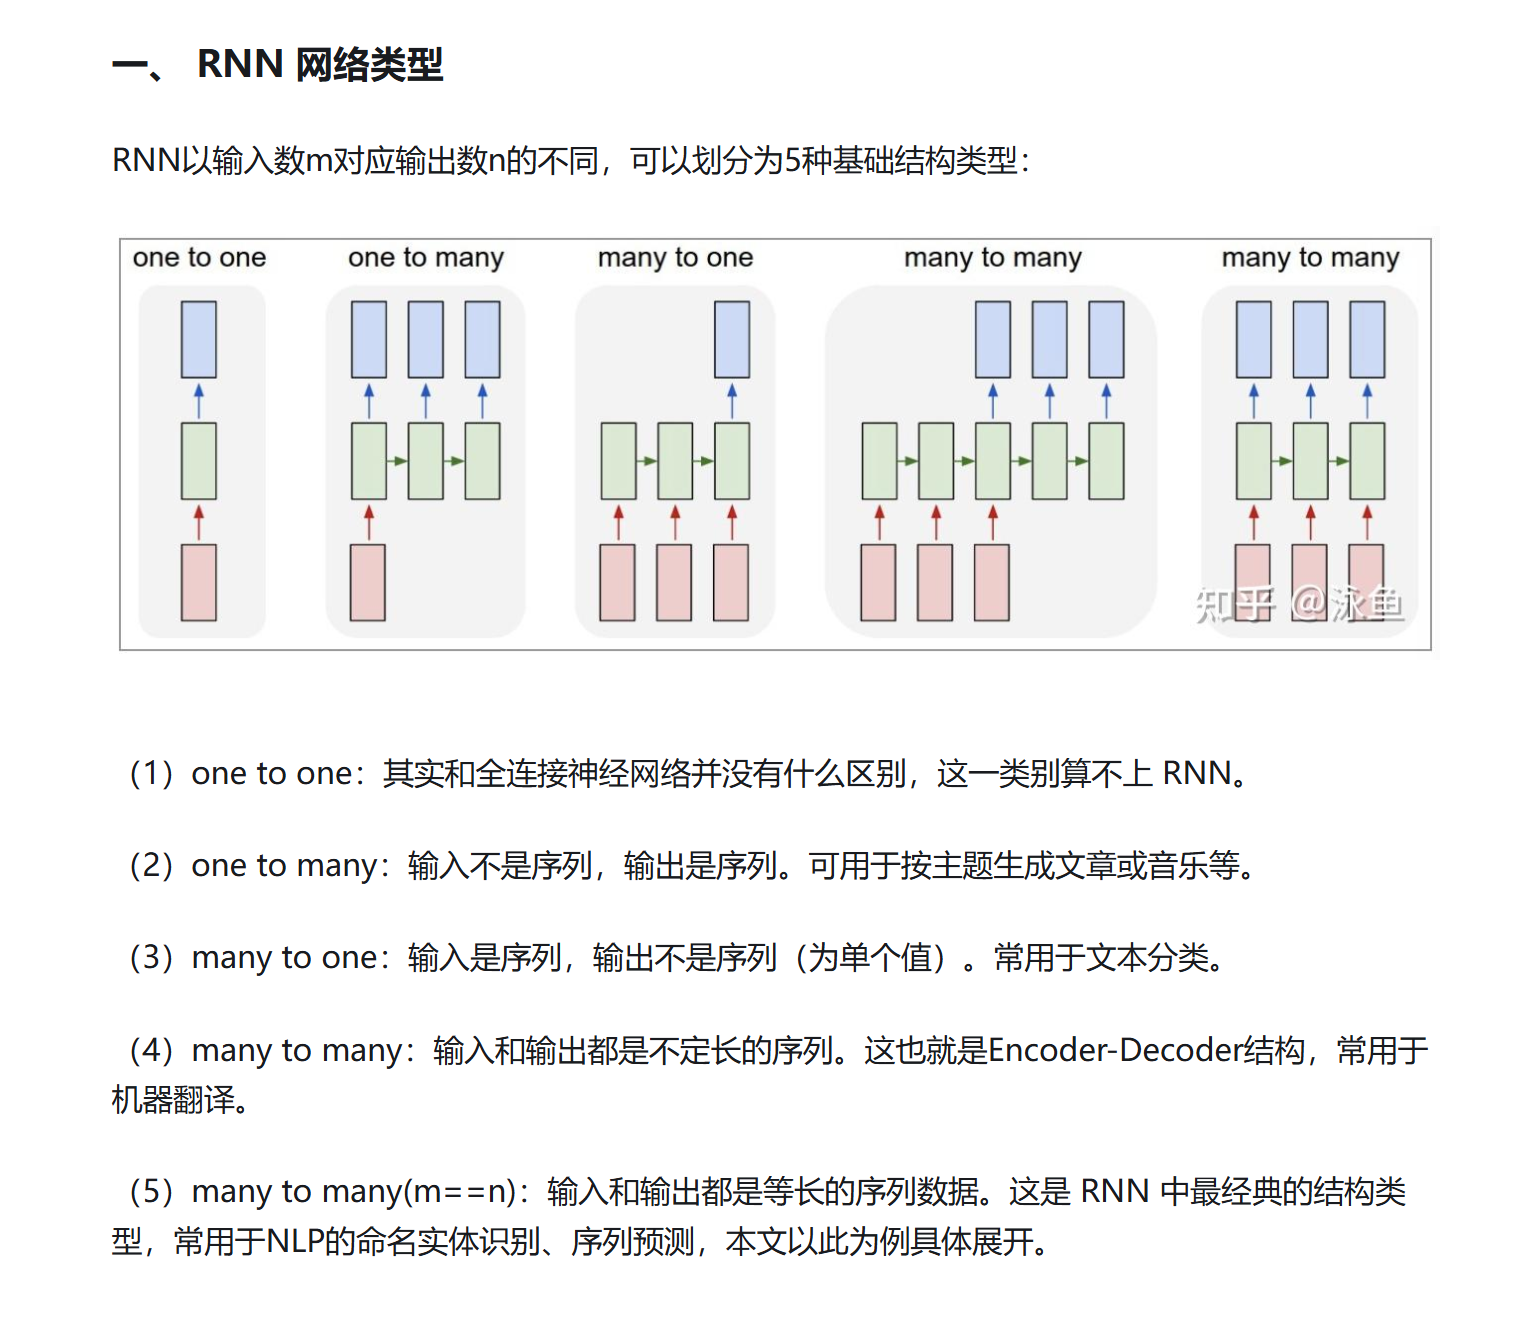 一、 RNN 网络类型
RNN以输入数m对应输出数n的不同，可以划分为5种基础结构类型：
one to one one to many many to one many to many many to many
知乎 @泳鱼
（1）one to one：其实和全连接神经网络并没有什么区别，这一类别算不上 RNN。
（2）one to many：输入不是序列，输出是序列。可用于按主题生成文章或音乐等。
（3）many to one：输入是序列，输出不是序列（为单个值）。常用于文本分类。
（4）many to many：输入和输出都是不定长的序列。这也就是Encoder-Decoder结构，常用于
机器翻译。
（5）many to many(m==n)：输入和输出都是等长的序列数据。这是 RNN 中最经典的结构类
型，常用于NLP的命名实体识别、序列预测，本文以此为例具体展开。